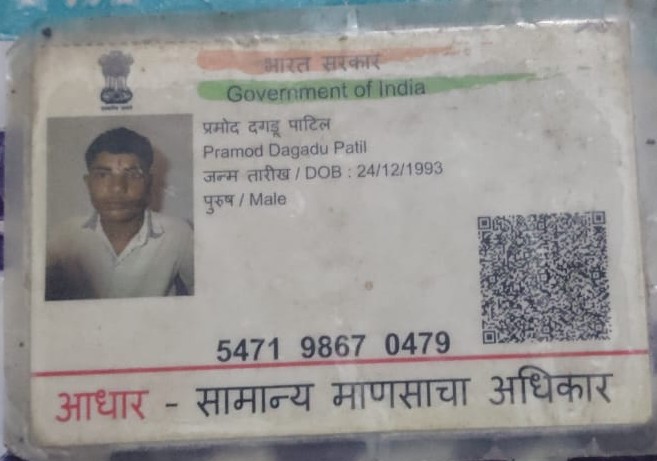 भारत सरकार
Government of India
प्रमोद दगडू पाटिल
Pramod Dagadu Patil
जन्म तारीख / DOB : 24/12/1993
पुरुष / Male
5471 9867 0479
आधार - सामान्य माणसाचा अधिकार